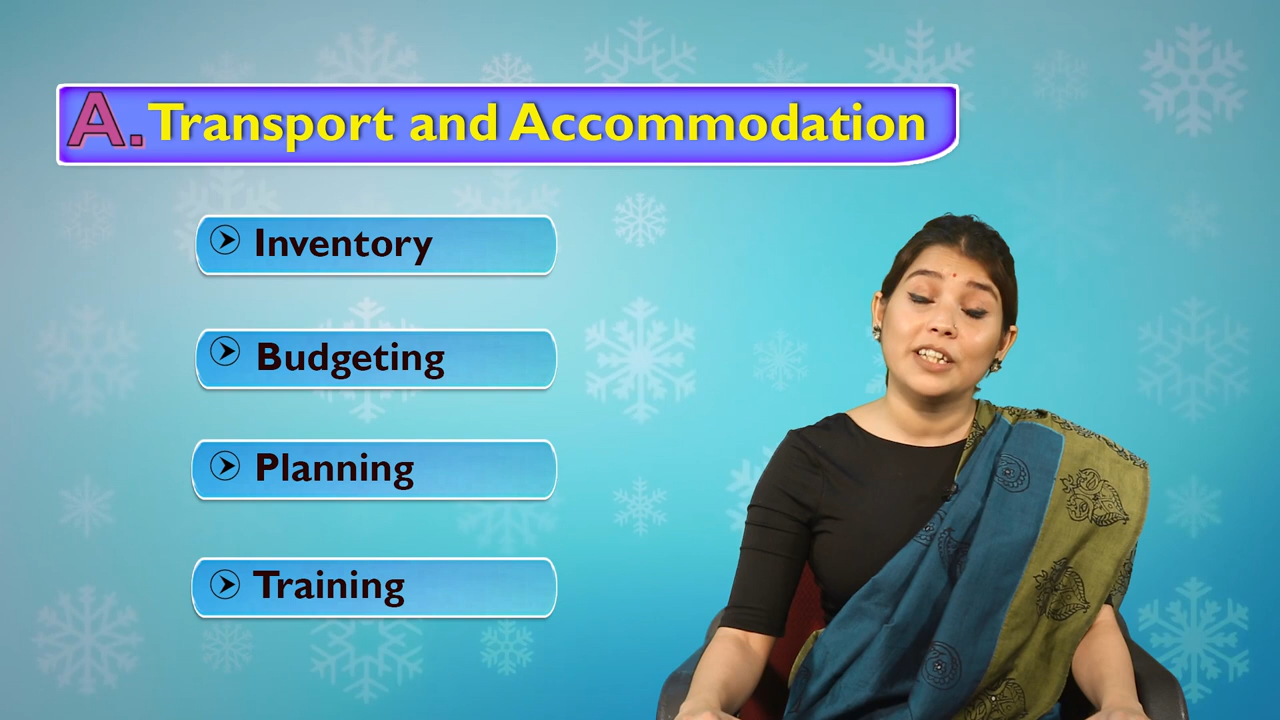 A. Transport and Accommodation
Inventory
Budgeting
Planning
Training